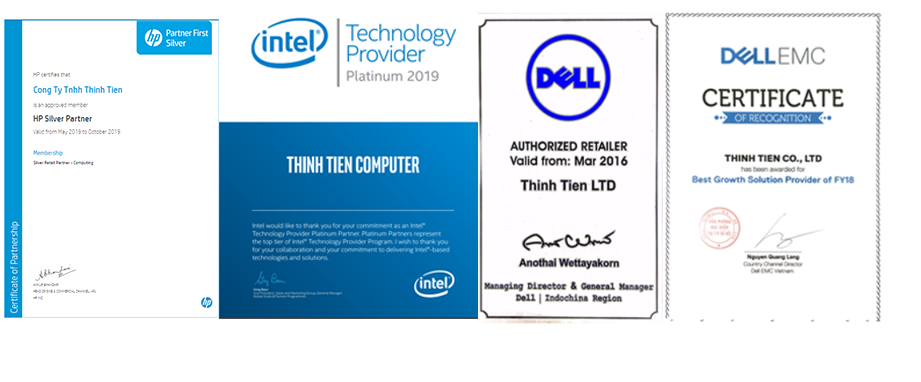 hp
Partner First
Silver
HP certifies that
Cong Ty Tnhh Thinh Tien
is an approved member
HP Silver Partner
Valid from May 2019 to October 2019
Membership
Silver Retail Partner - Computing
Certificate of Partnership
hp
intel
Technology
Provider
Platinum 2019
THINH TIEN COMPUTER
Intel would like to thank you for your commitment as an Intel®
Technology Provider Platinum Partner. Platinum Partners represent
the top tier of Intel® Technology Provider Program. I wish to thank you
for your collaboration and your commitment to delivering Intel®-based
technologies and solutions.
intel
DELL
AUTHORIZED RETAILER
Valid from: Mar 2016
Thinh Tien LTD
Anothai Wettayakorn
Managing Director & General Manager
Dell | Indochina Region
DELLEMC
CERTIFICATE
OF RECOGNITION
THINH TIEN CO., LTD
has been awarded for
Best Growth Solution Provider of FY18
Nguyen Quang Long
Country Channel Director
Dell EMC Vietnam